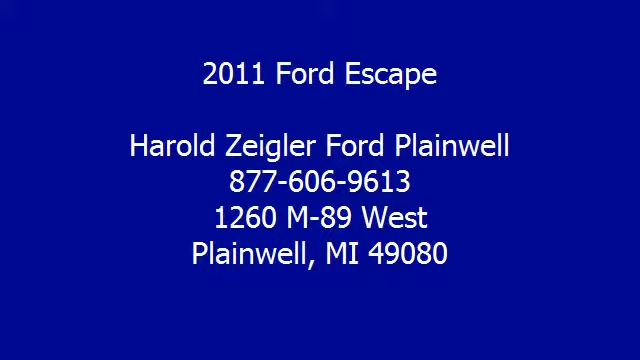 2011 Ford Escape
Harold Zeigler Ford Plainwell
877-606-9613
1260 M-89 West
Plainwell, MI 49080